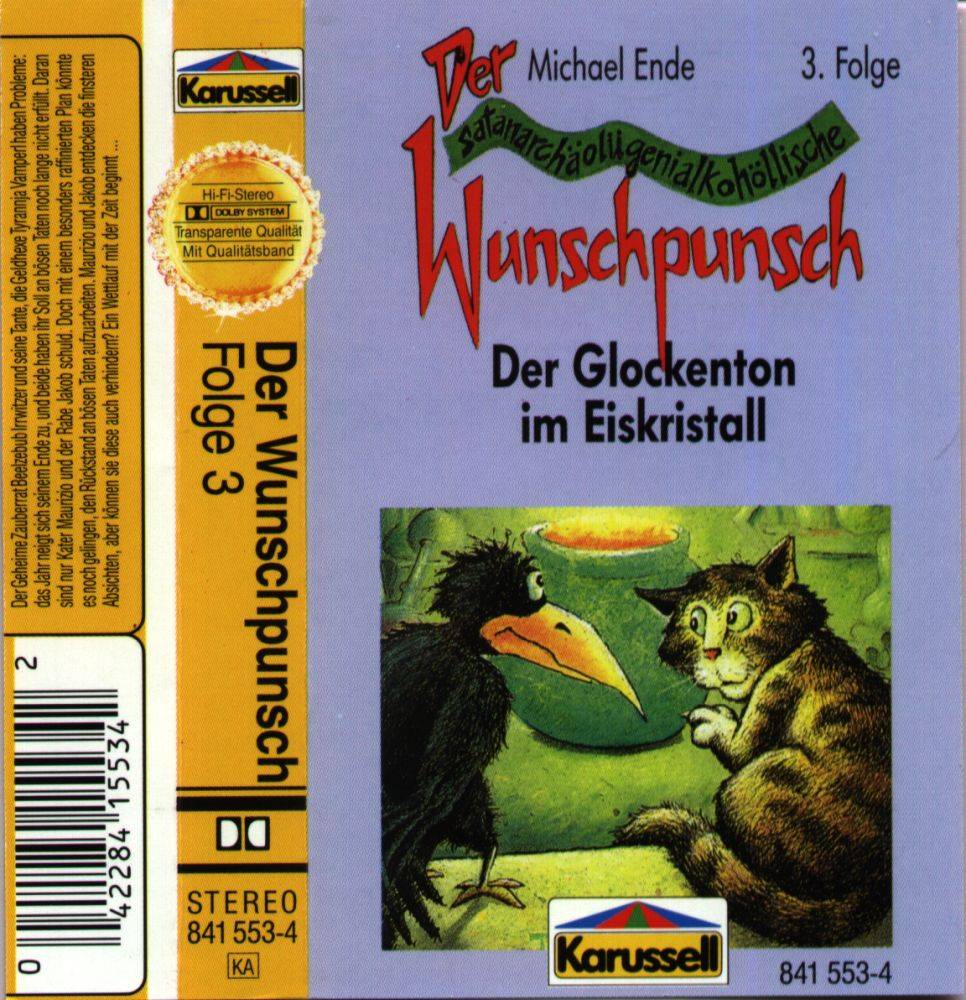 Der Geheime Zauberrat Beelzebub Irrwitzer und seine Tante, die Geldhexe Tyrannja Vamperl haben Probleme:
das Jahr neigt sich seinem Ende zu, und beide haben ihr Soll an bösen Taten noch lange nicht erfüllt. Daran
sind nur Kater Maurizio und der Rabe Jakob schuld. Doch mit einem besonders raffinierten Plan könnte
es noch gelingen, den Rückstand an bösen Taten aufzuarbeiten. Maurizio und Jakob entdecken die finsteren
Absichten, aber können sie diese auch verhindern? Ein Wettlauf mit der Zeit beginnt ...
0 42284 15534 2
Karussell
Hi-Fi-Stereo
DOLBY SYSTEM
Transparente Qualität
Mit Qualitätsband
Der Wunschpunsch
Folge 3
STEREO
841 553-4
KA
Michael Ende
3. Folge
Der
satanarchäolügenialkohöllische
Wunschpunsch
Der Glockenton
im Eiskristall
Karussell
841 553-4